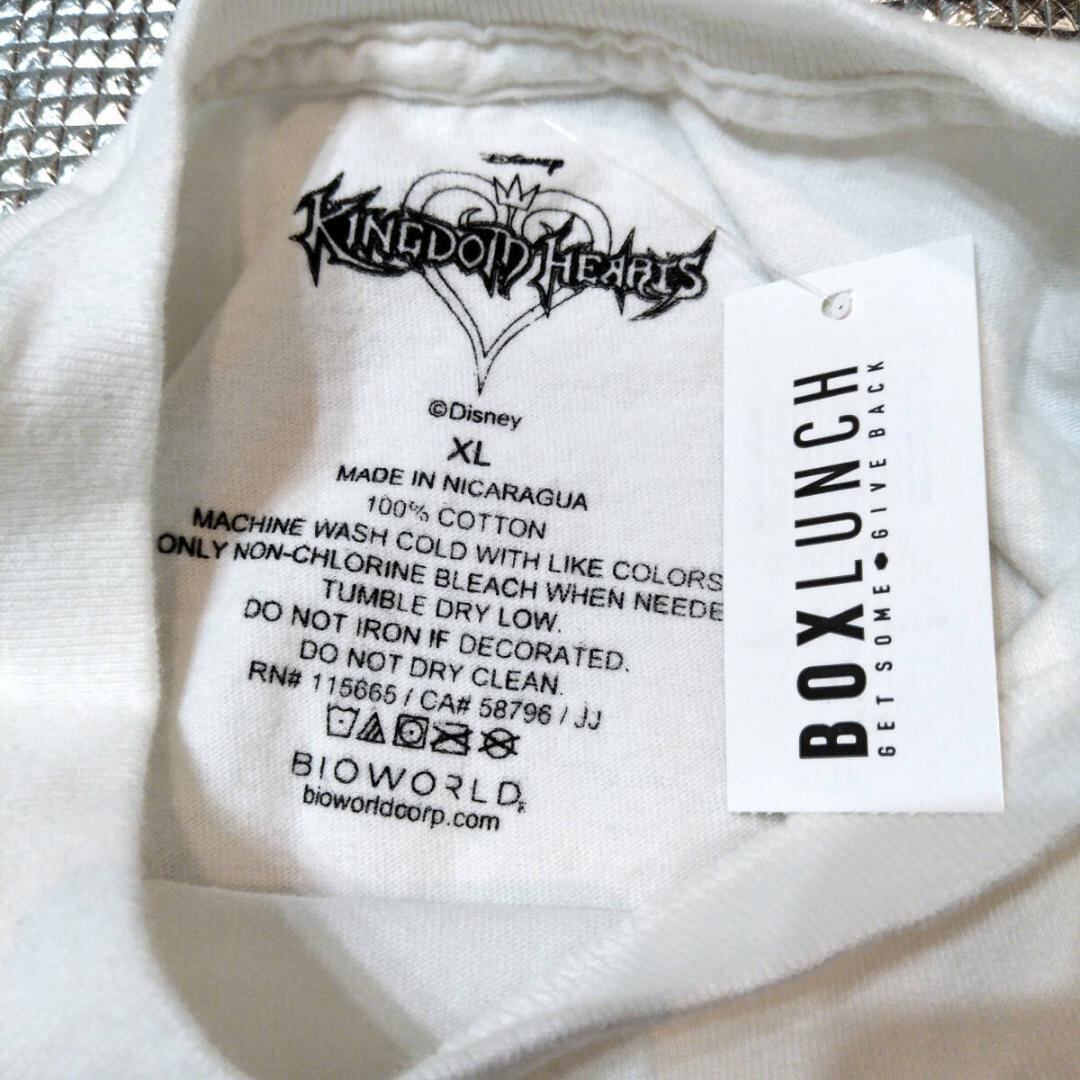 Disney
KINGDOM HEARTS
©Disney
XL
MADE IN NICARAGUA
100% COTTON
MACHINE WASH COLD WITH LIKE COLORS
ONLY NON-CHLORINE BLEACH WHEN NEEDE
TUMBLE DRY LOW.
DO NOT IRON IF DECORATED.
DO NOT DRY CLEAN.
RN# 115665 / CA# 58796 / JJ
BIOWORLD®
bioworldcorp.com
BOXLUNCH
GET SOME • GIVE BACK